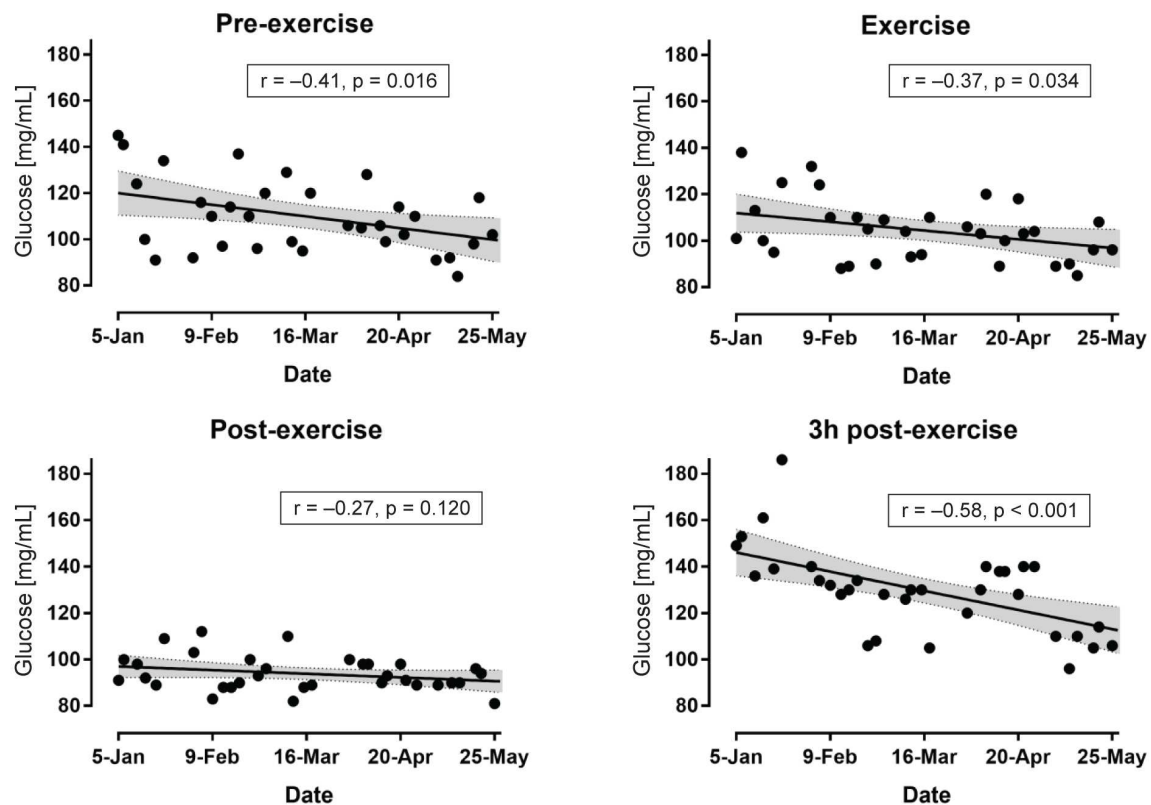 Pre-exercise
Glucose [mg/mL]
180
160
140
120
100
80
r = –0.41, p = 0.016
5-Jan 9-Feb 16-Mar 20-Apr 25-May
Date
Exercise
Glucose [mg/mL]
180
160
140
120
100
80
r = –0.37, p = 0.034
5-Jan 9-Feb 16-Mar 20-Apr 25-May
Date
Post-exercise
Glucose [mg/mL]
180
160
140
120
100
80
r = –0.27, p = 0.120
5-Jan 9-Feb 16-Mar 20-Apr 25-May
Date
3h post-exercise
Glucose [mg/mL]
180
160
140
120
100
80
r = –0.58, p < 0.001
5-Jan 9-Feb 16-Mar 20-Apr 25-May
Date